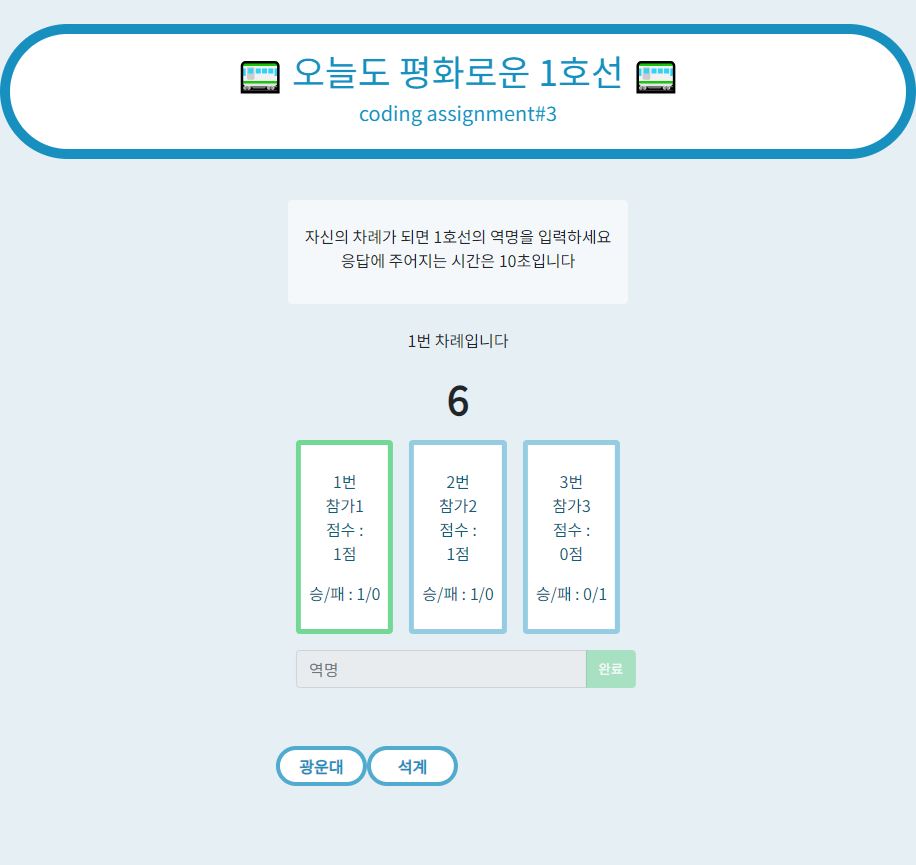 오늘도 평화로운 1호선
coding assignment#3
자신의 차례가 되면 1호선의 역명을 입력하세요
응답에 주어지는 시간은 10초입니다
1번 차례입니다
6
1번
참가1
점수 :
1점
승/패 : 1/0
2번
참가2
점수 :
1점
승/패 : 1/0
3번
참가3
점수 :
0점
승/패 : 0/1
역명
완료
광운대
석계